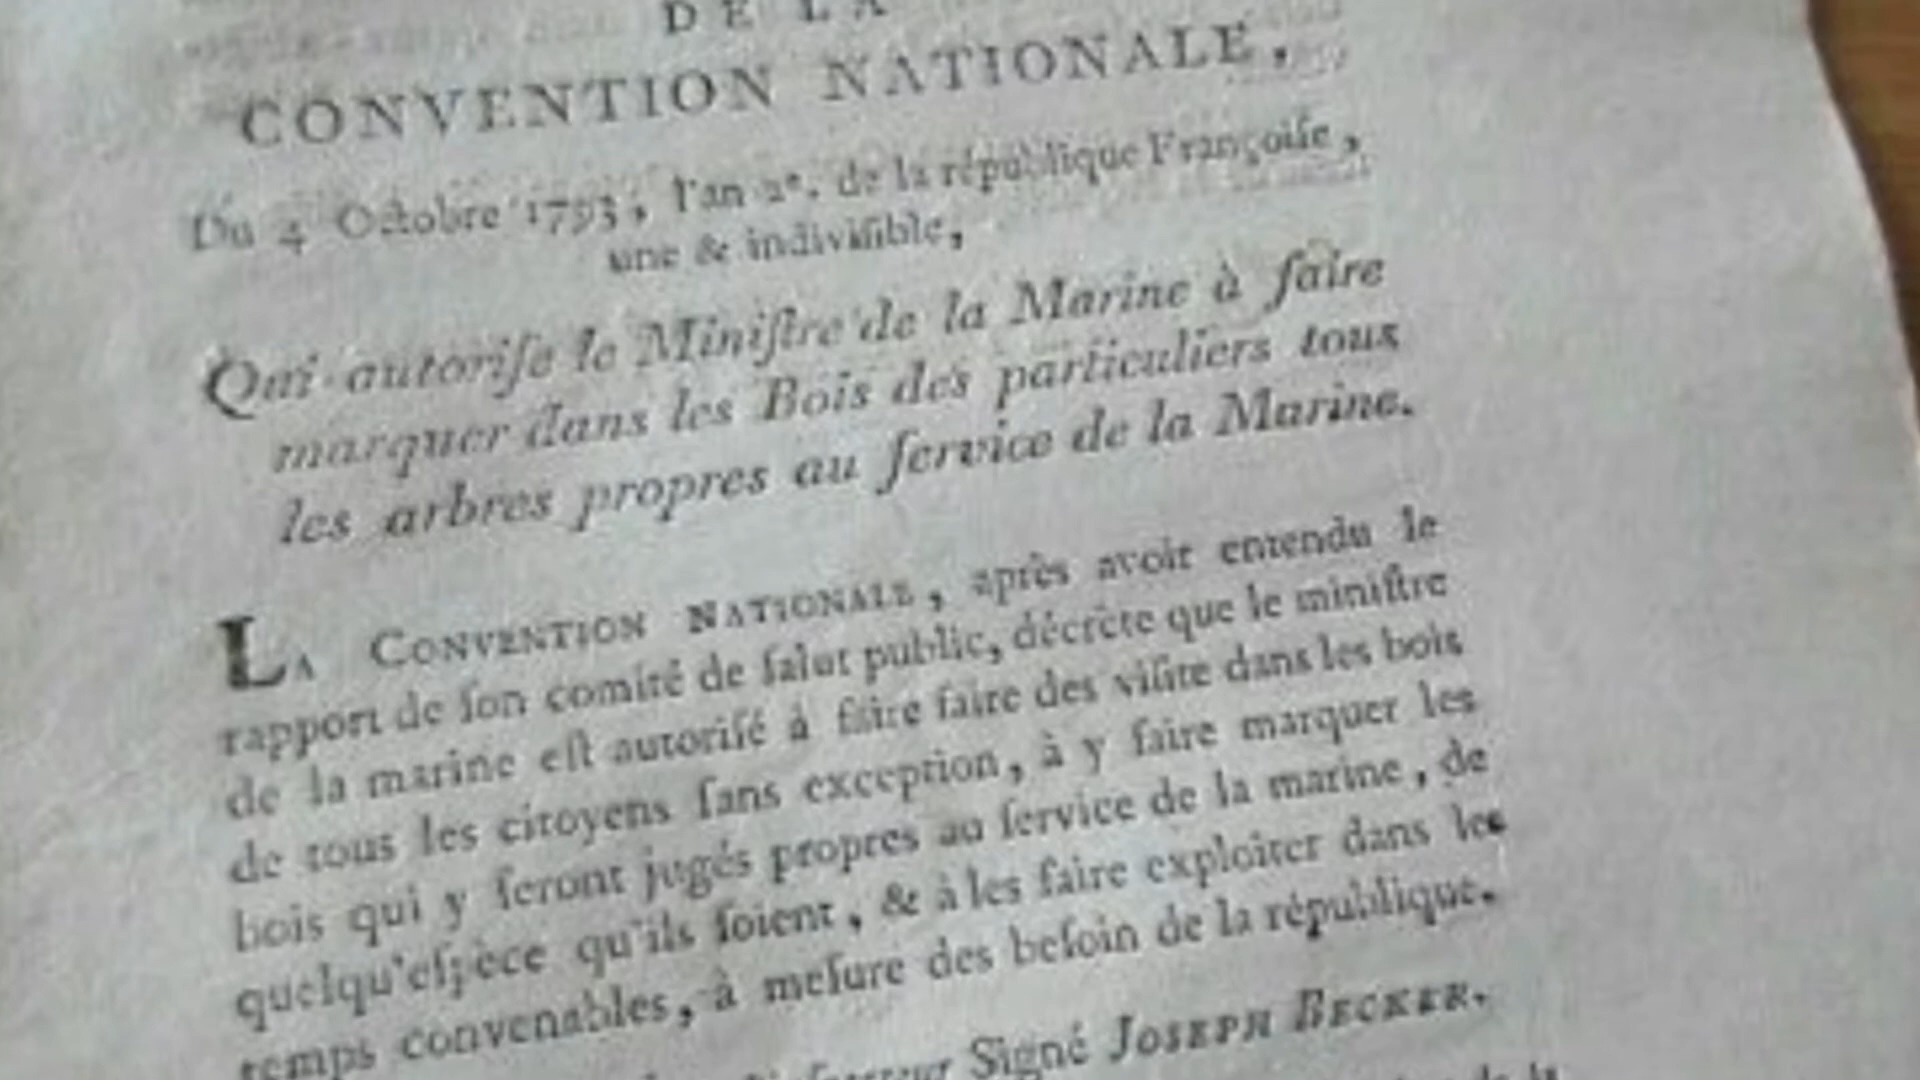 DE LA
CONVENTION NATIONALE,
Du 4 Octobre 1793, l'an 2e. de la république Françoiſe,
une & indiviſible,
Qui autoriſe le Miniſtre de la Marine à faire
marquer dans les Bois des particuliers tous
les arbres propres au ſervice de la Marine.
LA CONVENTION NATIONALE, après avoir entendu le
rapport de ſon comité de ſalut public, décrète que le miniſtre
de la marine eſt autoriſé à faire faire des viſite dans les bois
de tous les citoyens ſans exception, à y faire marquer les
bois qui y ſeront jugés propres au ſervice de la marine, de
quelqu'eſpèce qu'ils ſoient, & à les faire exploiter dans les
temps convenables, à meſure des beſoin de la république.
Signé JOSEPH BECKER.
de la